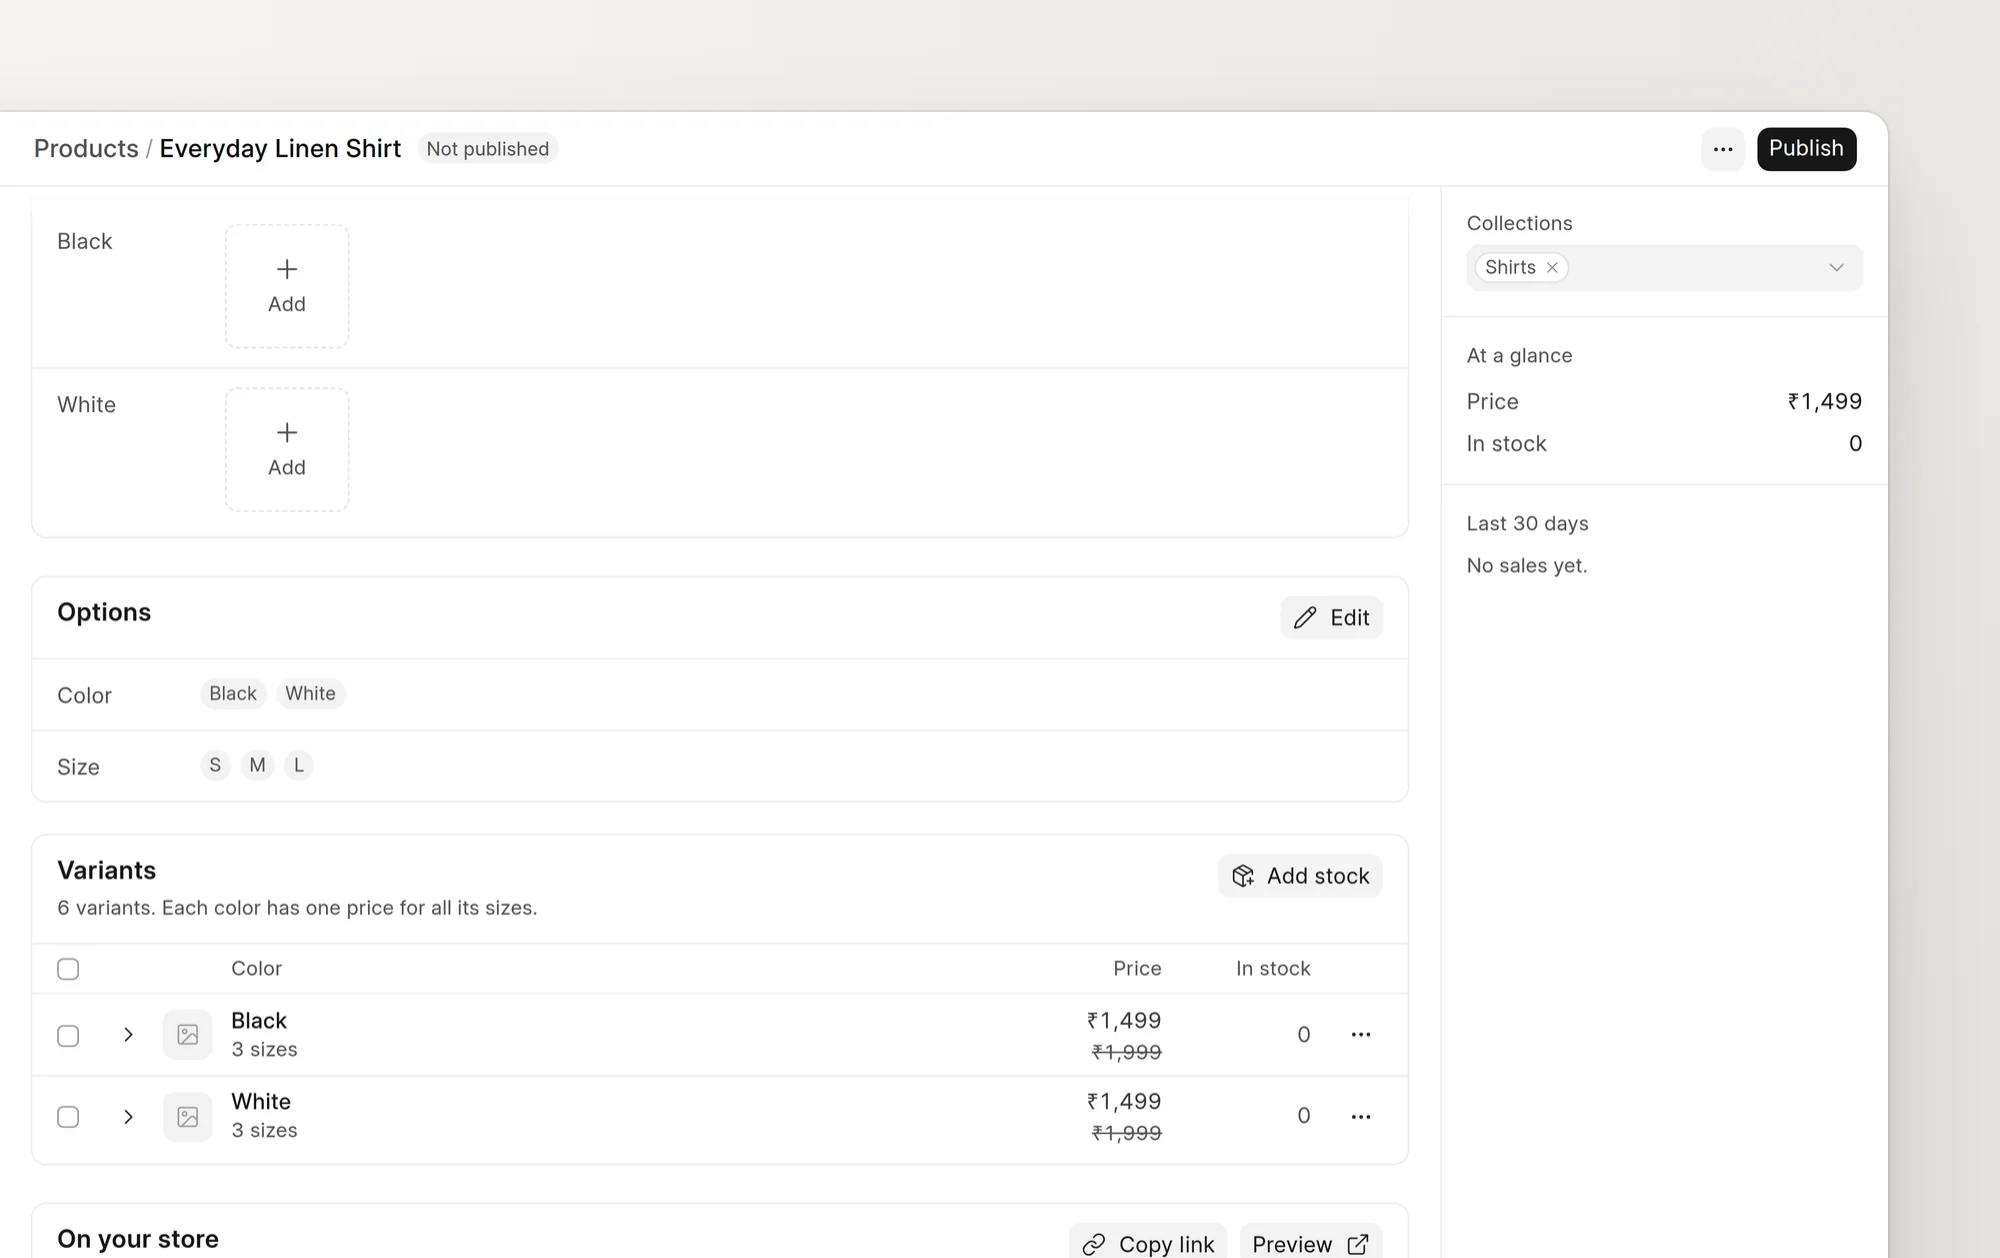 Products / Everyday Linen Shirt Not published Publish
Black
Add
White
Add
Options Edit
Color Black White
Size S M L
Variants Add stock
6 variants. Each color has one price for all its sizes.
Color Price In stock
Black ₹1,499
3 sizes ₹1,999 0
White ₹1,499
3 sizes ₹1,999 0
On your store Copy link Preview
Collections
Shirts
At a glance
Price ₹1,499
In stock 0
Last 30 days
No sales yet.